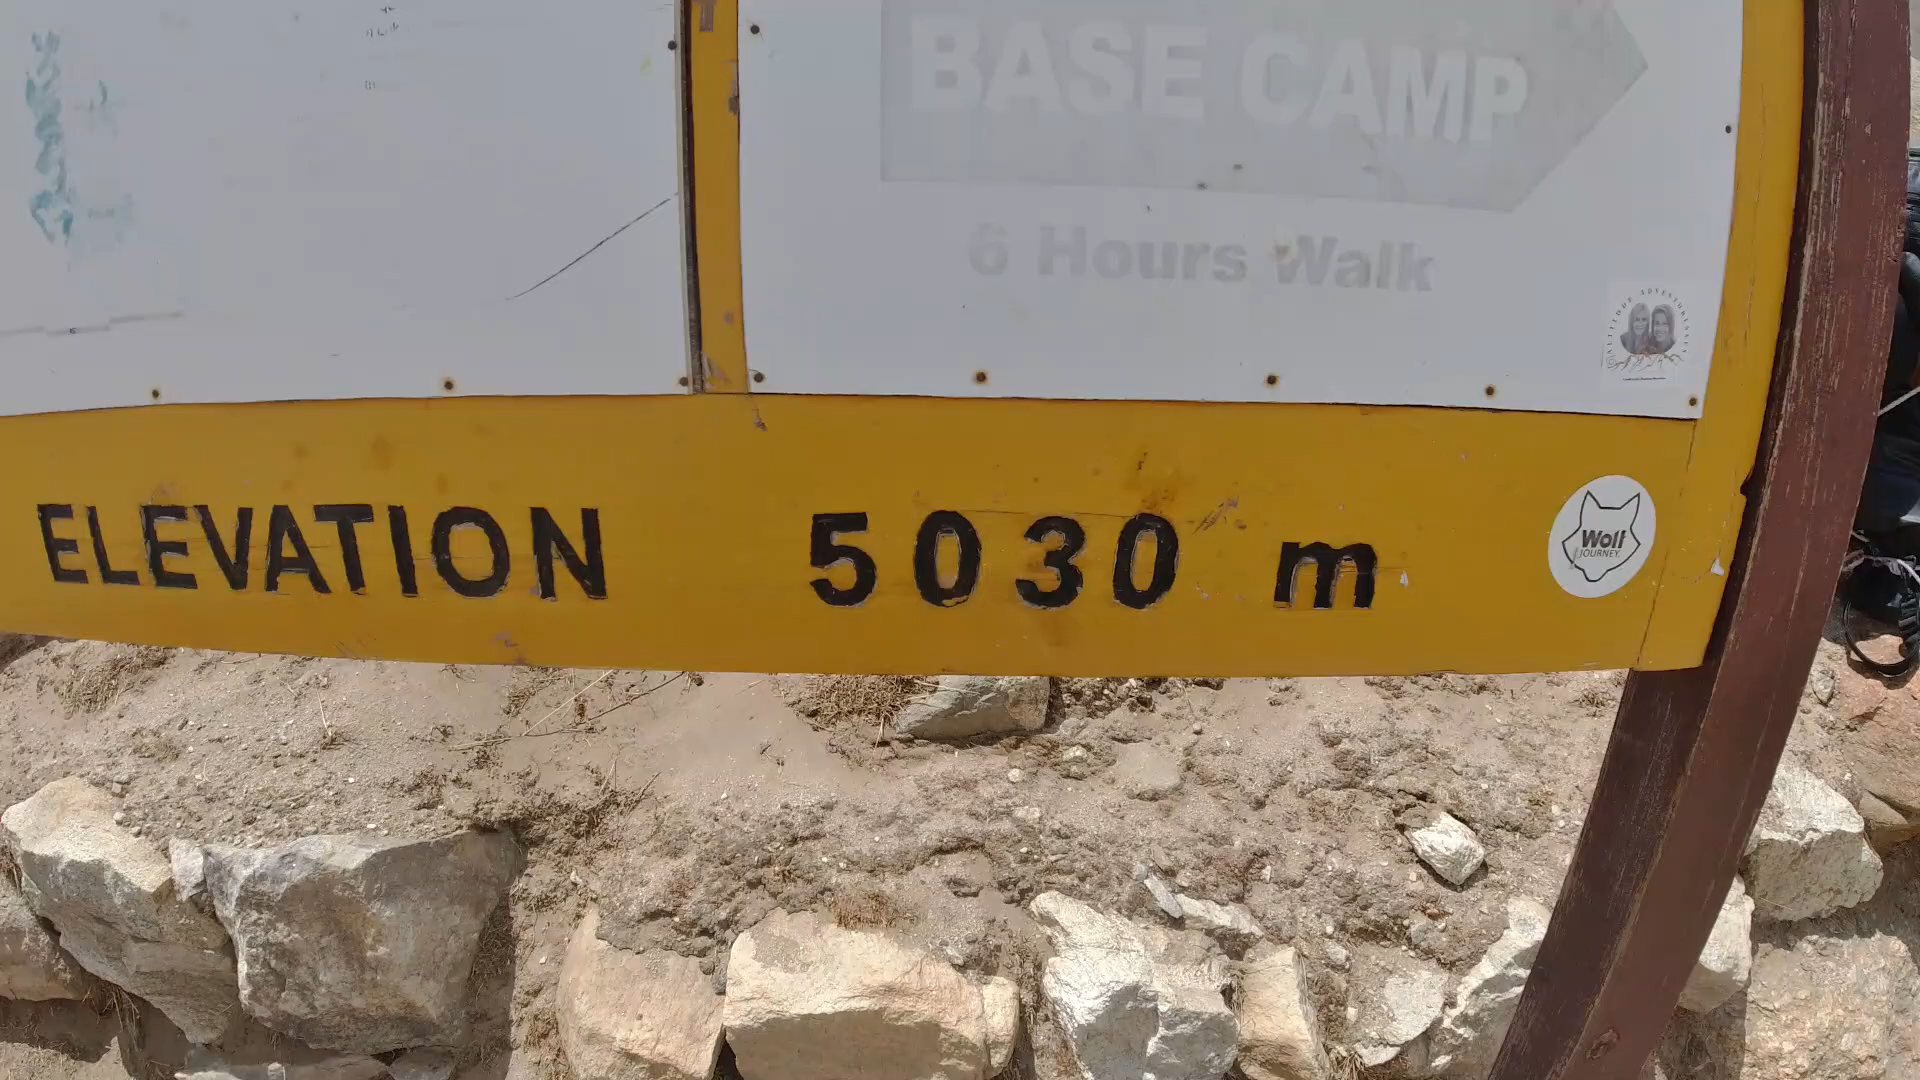 BASE CAMP
6 Hours Walk
ELEVATION 5030 m
Wolf
JOURNEY